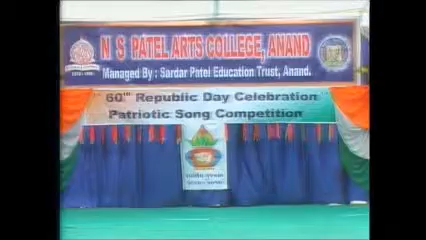 N S PATEL ARTS COLLEGE, ANAND
Managed By : Sardar Patel Education Trust, Anand.
"60th Republic Day Celebration"
Patriotic Song Competition